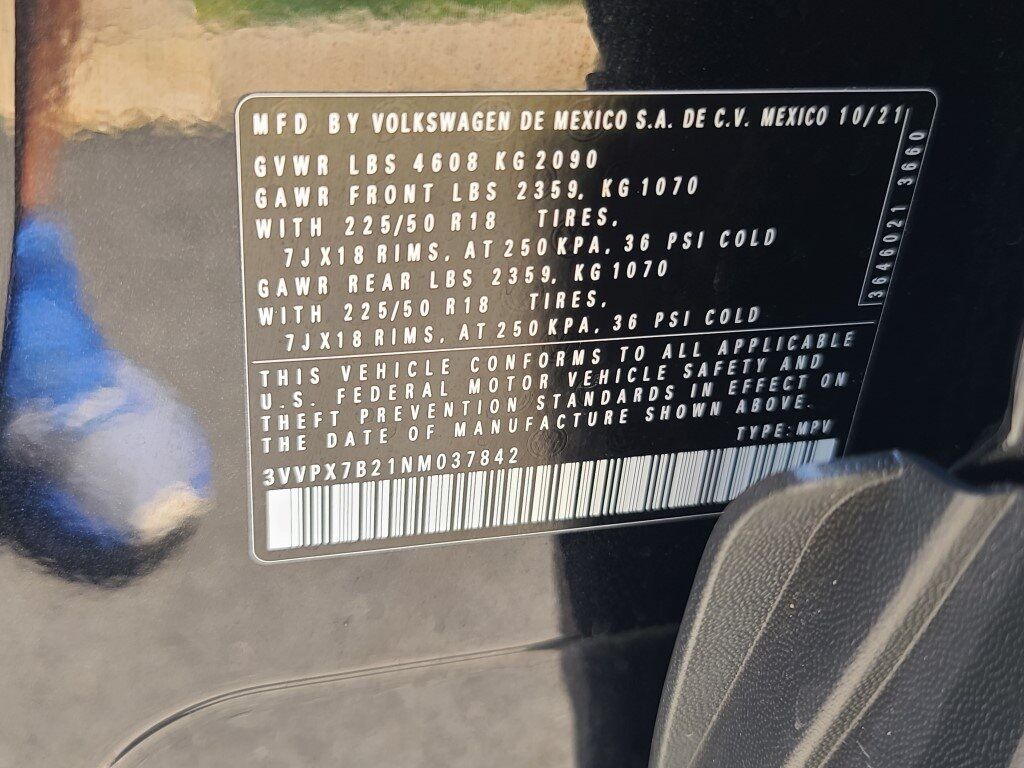 MFD BY VOLKSWAGEN DE MEXICO S.A. DE C.V. MEXICO 10/21
GVWR LBS 4608 KG 2090
GAWR FRONT LBS 2359, KG 1070
WITH 225/50 R18 TIRES,
7JX18 RIMS, AT 250 KPA, 36 PSI COLD
GAWR REAR LBS 2359, KG 1070
WITH 225/50 R18 TIRES,
7JX18 RIMS, AT 250 KPA, 36 PSI COLD
3646021 3660
THIS VEHICLE CONFORMS TO ALL APPLICABLE
U.S. FEDERAL MOTOR VEHICLE SAFETY AND
THEFT PREVENTION STANDARDS IN EFFECT ON
THE DATE OF MANUFACTURE SHOWN ABOVE.
TYPE: MPV
3VVPX7B21NM037842